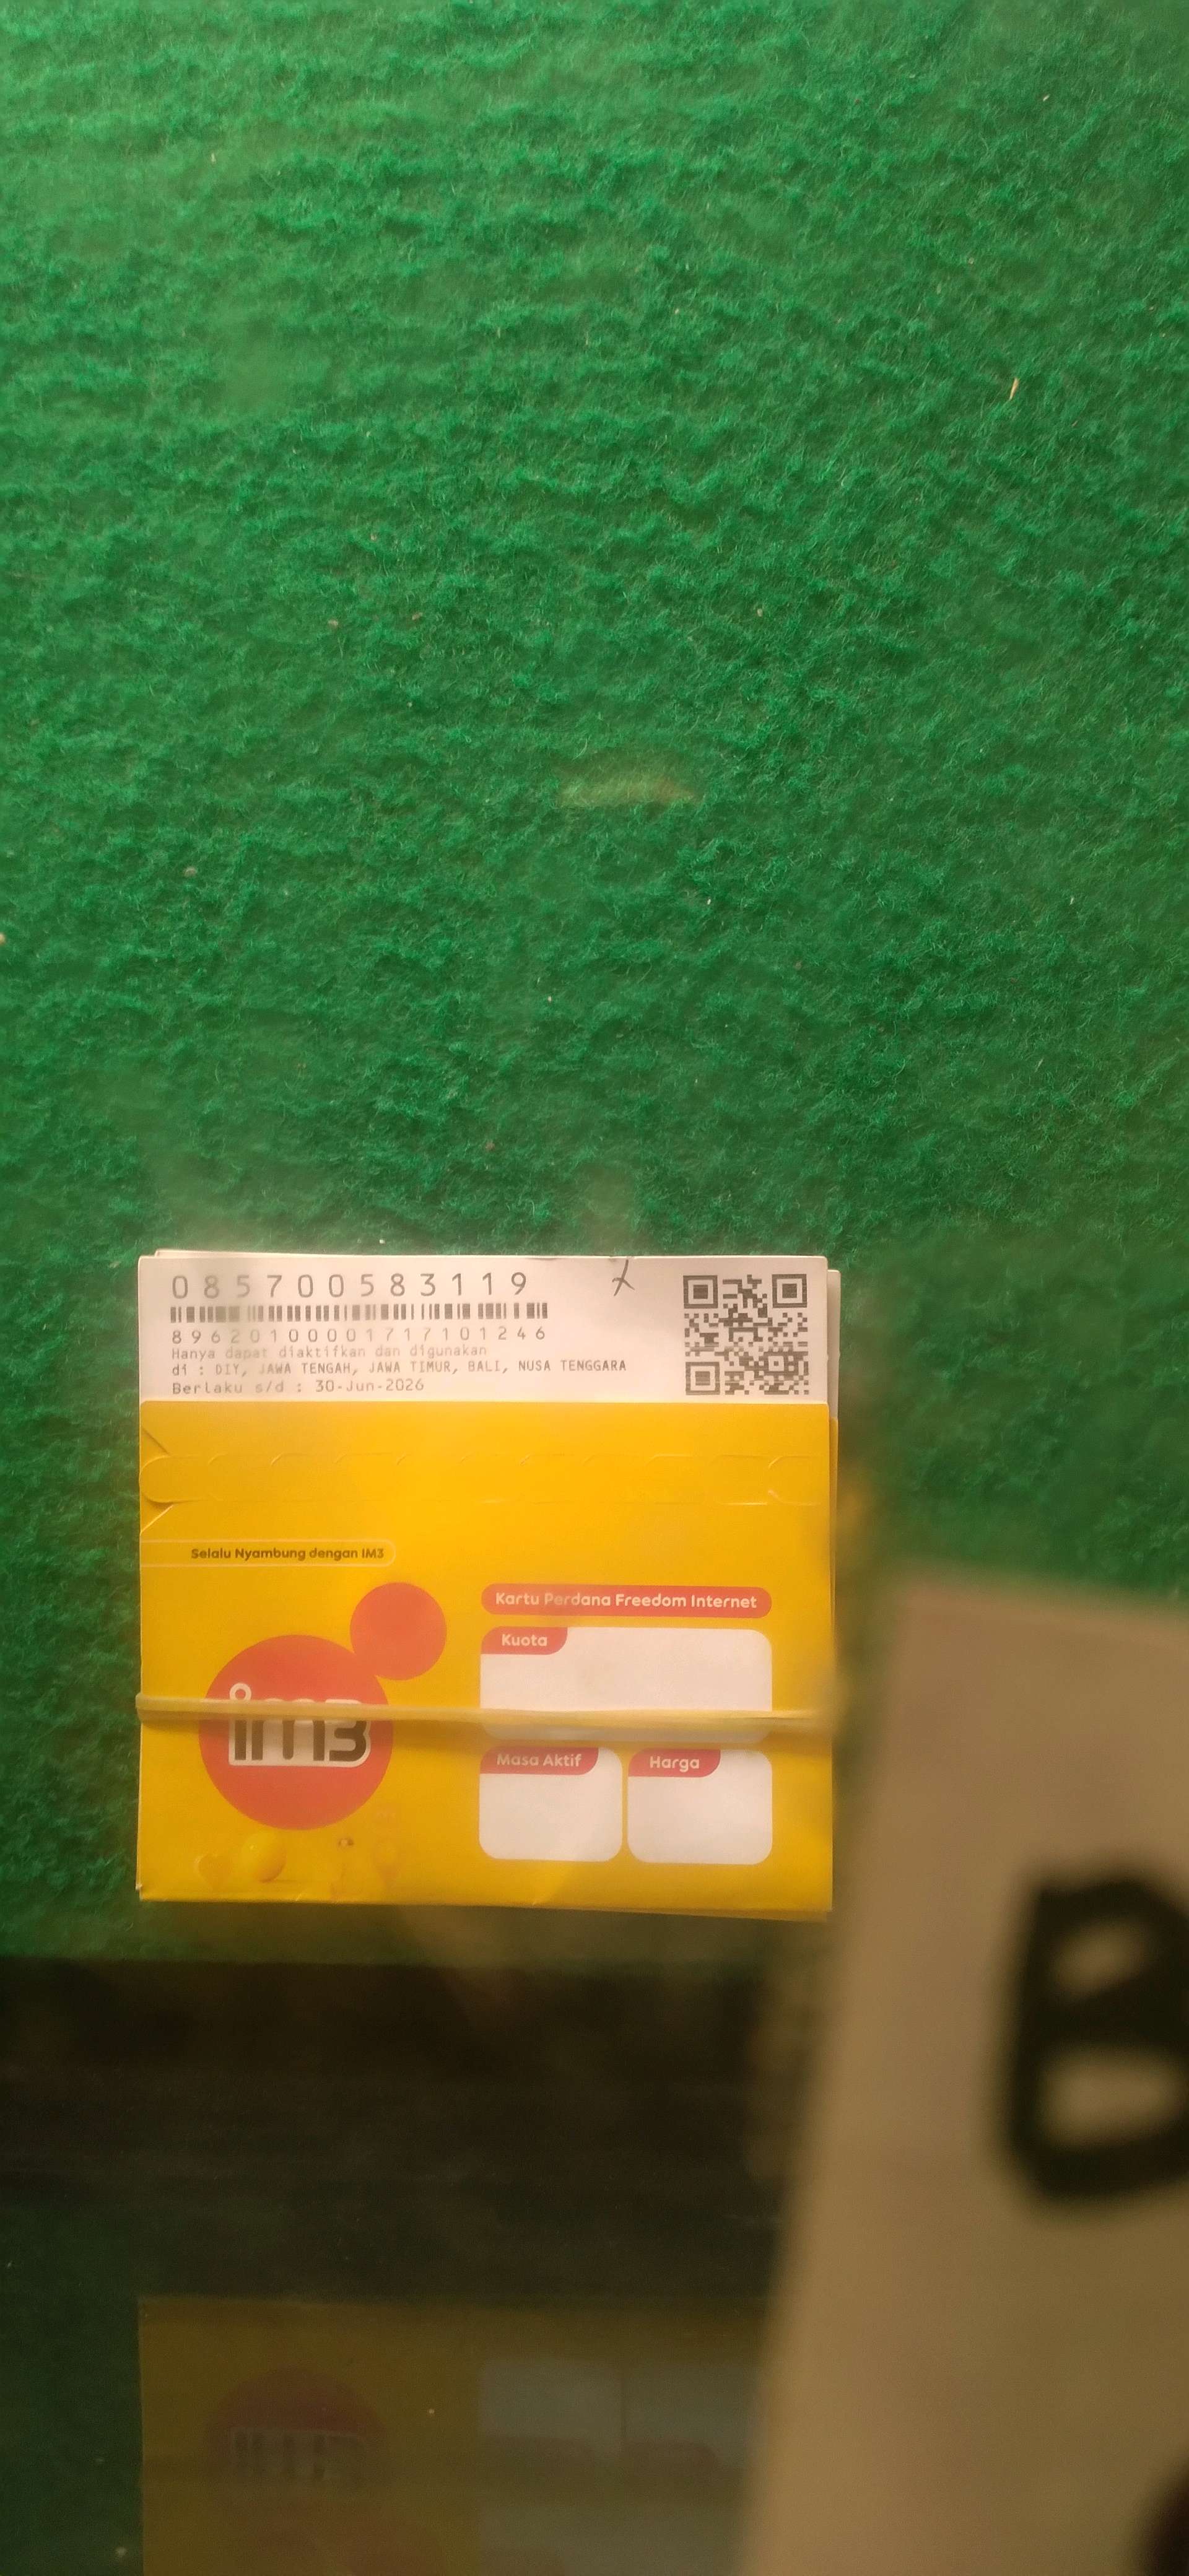 085700583119
89620100001717101246
Hanya dapat diaktifkan dan digunakan
di : DIY, JAWA TENGAH, JAWA TIMUR, BALI, NUSA TENGGARA
Berlaku s/d : 30-Jun-2026
Selalu Nyambung dengan IM3
Kartu Perdana Freedom Internet
Kuota
im3
Masa Aktif
Harga